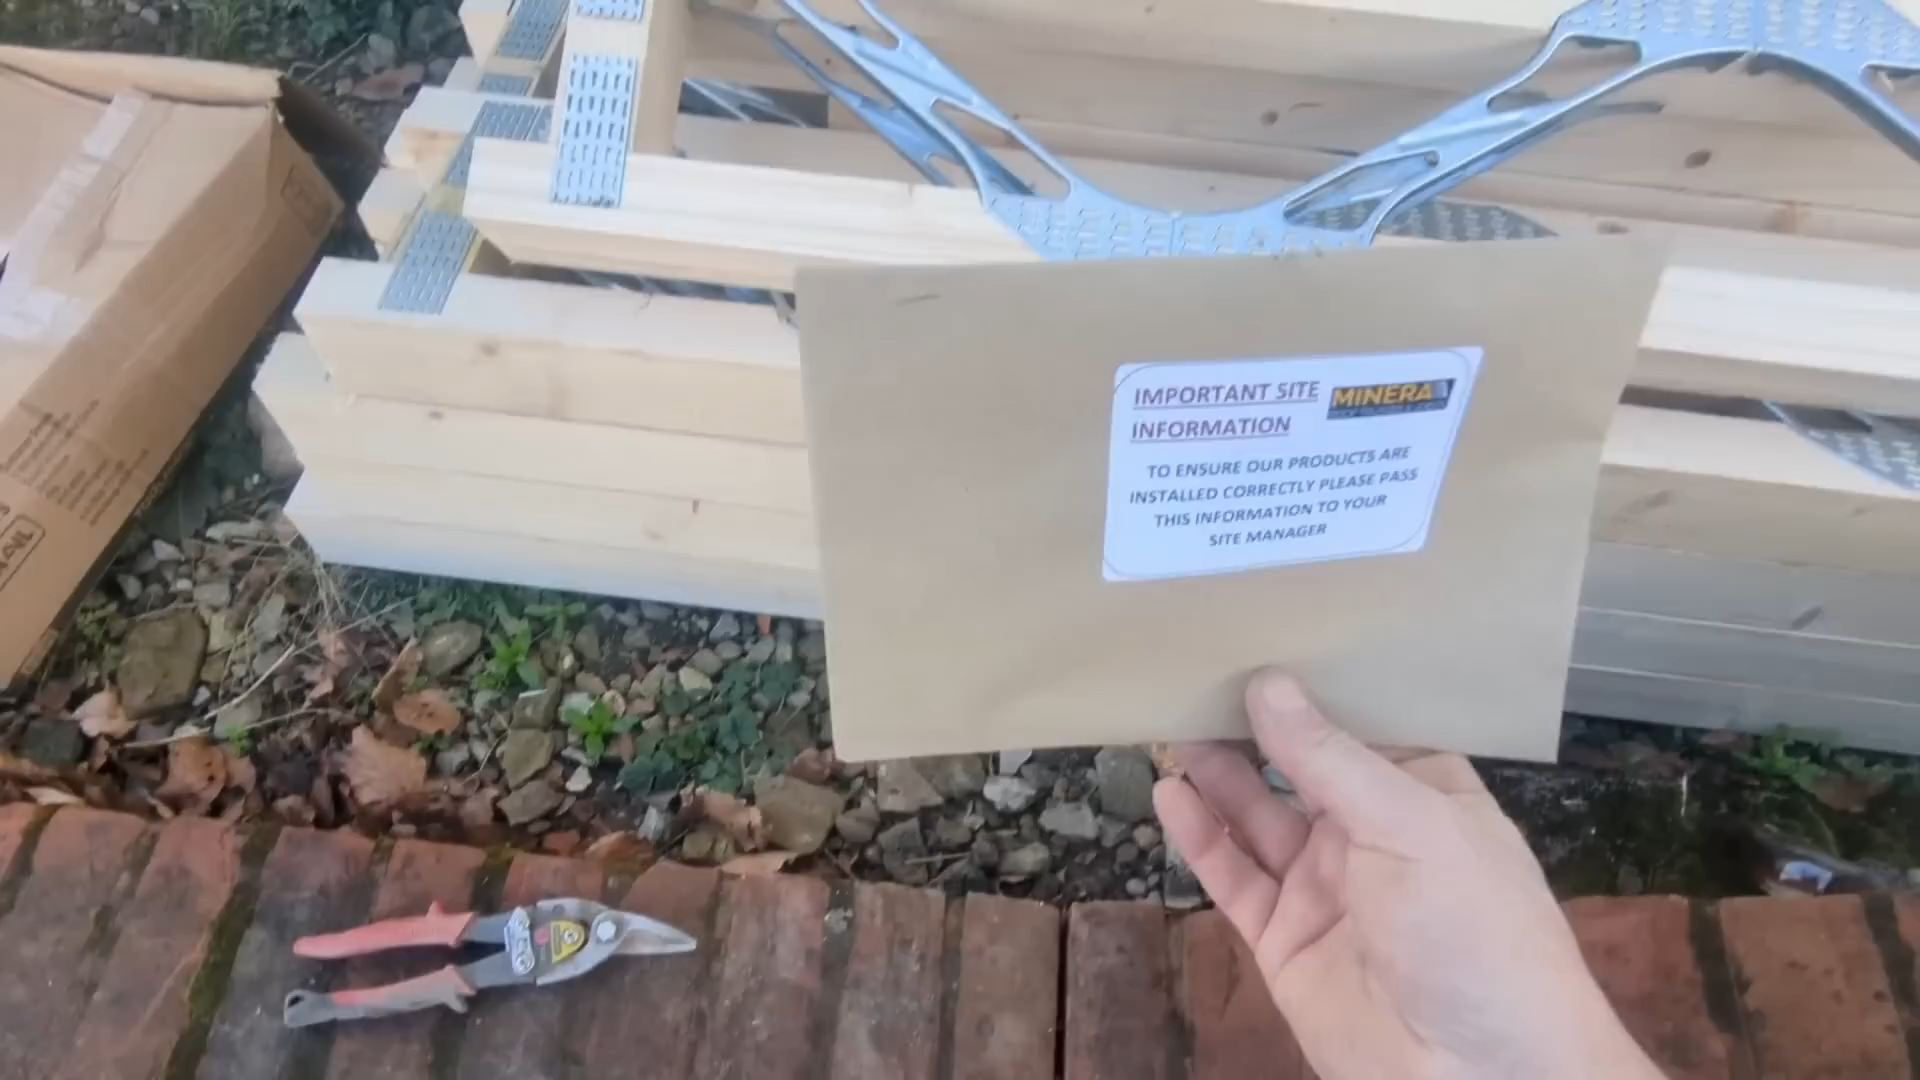 IMPORTANT SITE
INFORMATION
MINERA
TO ENSURE OUR PRODUCTS ARE
INSTALLED CORRECTLY PLEASE PASS
THIS INFORMATION TO YOUR
SITE MANAGER